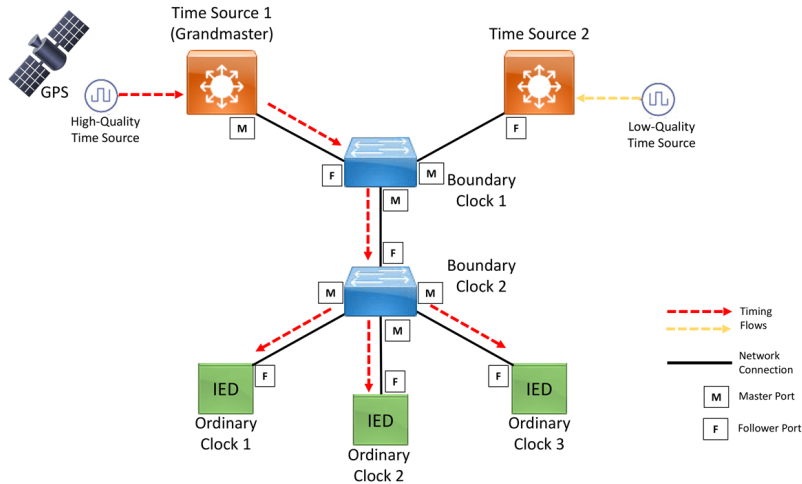 Time Source 1
(Grandmaster)
Time Source 2
GPS
High-Quality
Time Source
Low-Quality
Time Source
M
F
F
M
Boundary
Clock 1
M
F
Boundary
Clock 2
M
M
M
F
F
F
IED
IED
IED
Ordinary
Clock 1
Ordinary
Clock 2
Ordinary
Clock 3
Timing
Flows
Network
Connection
M
Master Port
F
Follower Port